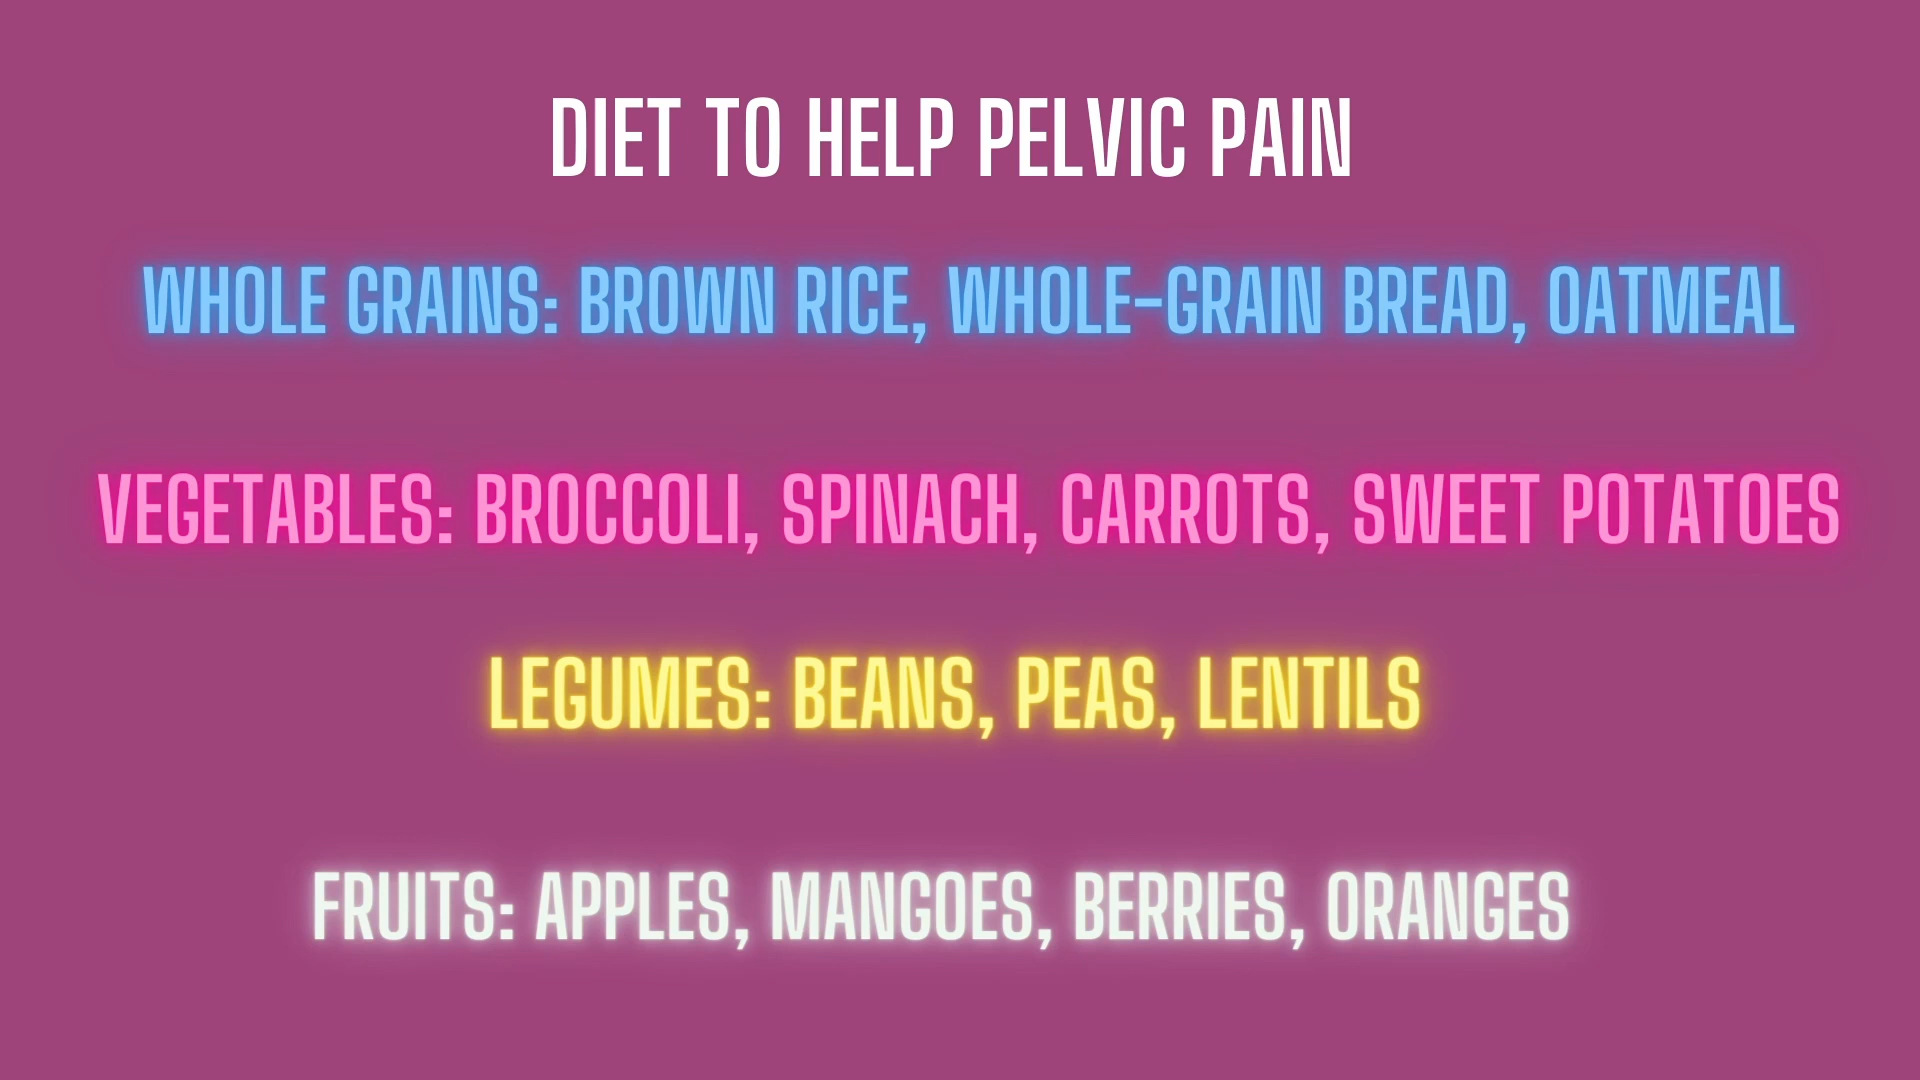 DIET TO HELP PELVIC PAIN
WHOLE GRAINS: BROWN RICE, WHOLE-GRAIN BREAD, OATMEAL
VEGETABLES: BROCCOLI, SPINACH, CARROTS, SWEET POTATOES
LEGUMES: BEANS, PEAS, LENTILS
FRUITS: APPLES, MANGOES, BERRIES, ORANGES